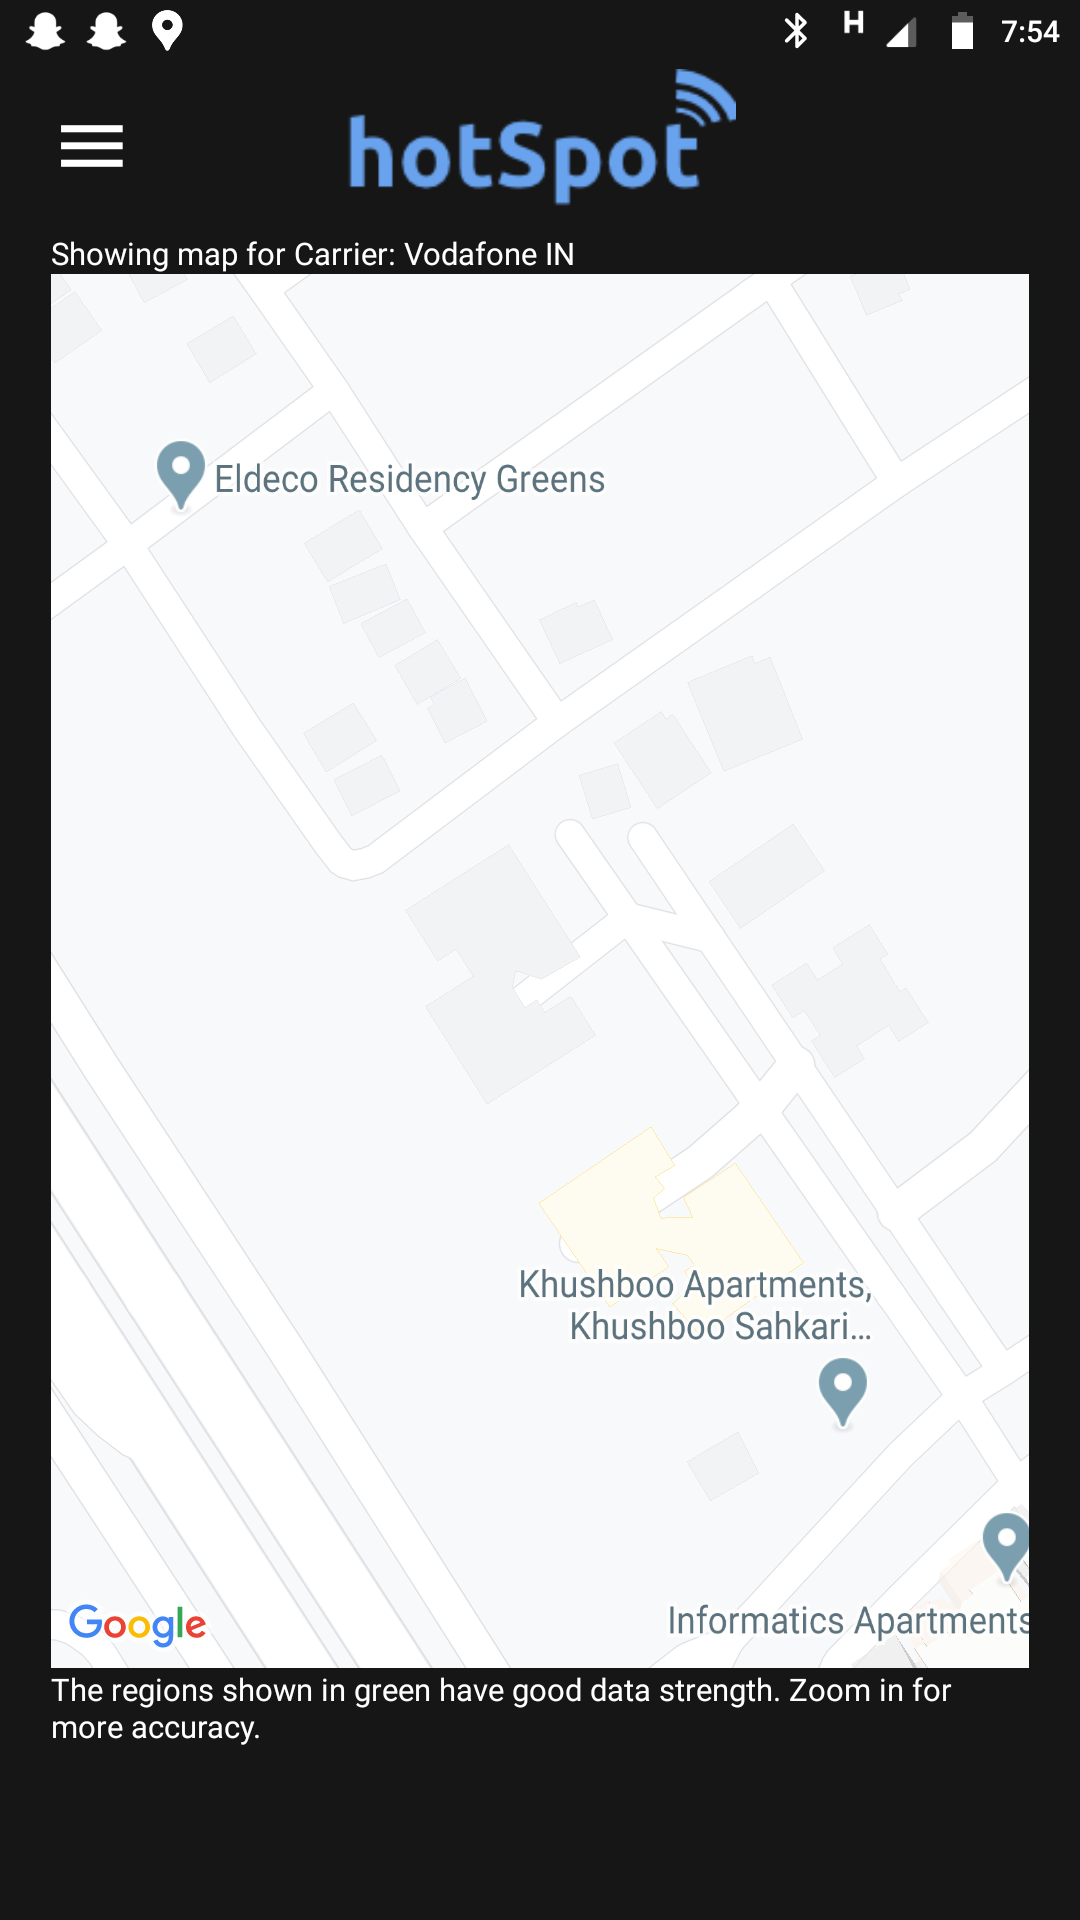 H 7:54
hotSpot
Showing map for Carrier: Vodafone IN
Eldeco Residency Greens
Khushboo Apartments,
Khushboo Sahkari...
Informatics Apartments
Google
The regions shown in green have good data strength. Zoom in for
more accuracy.